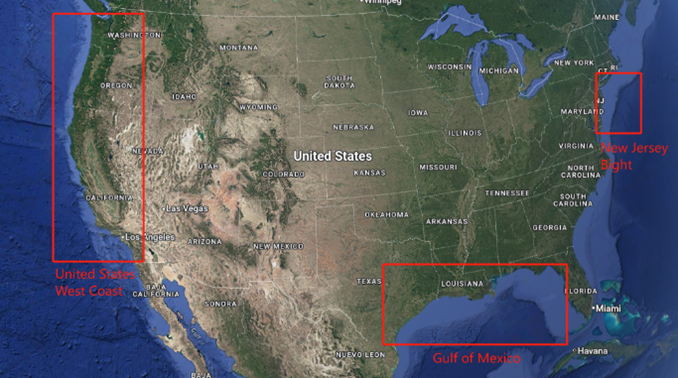 Winnipeg
MAINE
WASHINGTON
MONTANA
NEW YORK
WISCONSIN
MICHIGAN
CT RI
SOUTH
DAKOTA
OREGON
IDAHO
WYOMING
NJ
IOWA
MARYLAND
NEBRASKA
ILLINOIS
NEVADA
VIRGINIA
New Jersey
Bight
United States
UTAH
COLORADO
KANSAS
MISSOURI
NORTH
CAROLINA
TENNESSEE
CALIFORNIA
Las Vegas
SOUTH
CAROLINA
OKLAHOMA
ARKANSAS
GEORGIA
Los Angeles
ARIZONA
NEW MEXICO
United States
West Coast
TEXAS
LOUISIANA
BAJA
CALIFORNIA
FLORIDA
SONORA
Miami
NUEVO LEON
Gulf of Mexico
Havana
BAJA